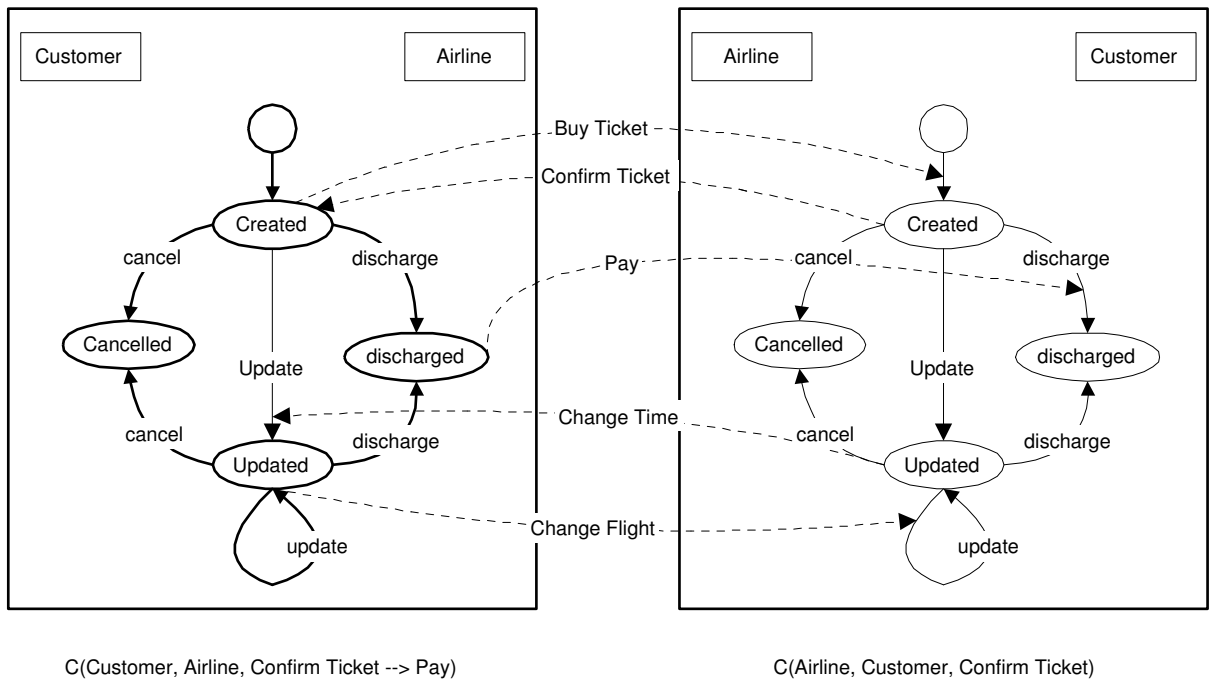 Customer
Airline
Airline
Customer
Buy Ticket
Confirm Ticket
Created
Created
cancel
discharge
Pay
cancel
discharge
Cancelled
discharged
Cancelled
discharged
Update
Update
Change Time
cancel
discharge
cancel
discharge
Updated
Updated
Change Flight
update
update
C(Customer, Airline, Confirm Ticket --> Pay)
C(Airline, Customer, Confirm Ticket)